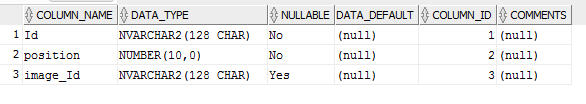 COLUMN_NAME DATA_TYPE NULLABLE DATA_DEFAULT COLUMN_ID COMMENTS
1 Id NVARCHAR2(128 CHAR) No (null) 1 (null)
2 position NUMBER(10,0) No (null) 2 (null)
3 image_Id NVARCHAR2(128 CHAR) Yes (null) 3 (null)